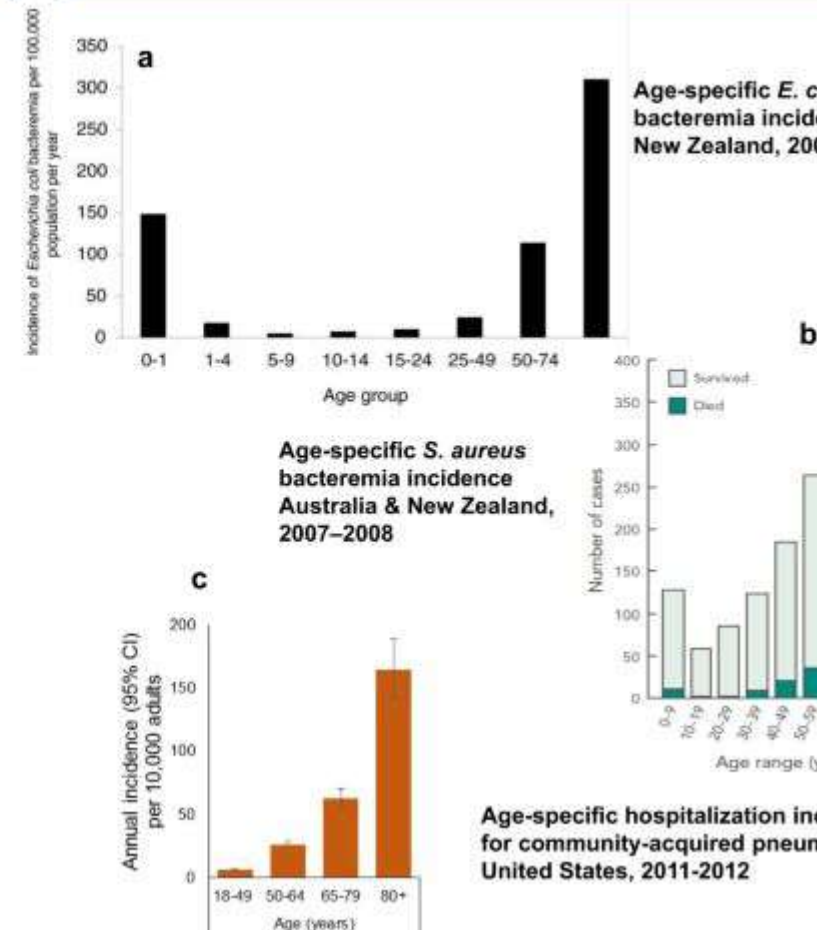 Incidence of Escherichia coli bacteremia per 100,000
population per year
350
300
250
200
150
100
50
0
a
0-1 1-4 5-9 10-14 15-24 25-49 50-74
Age group
Age-specific E. c
bacteremia incide
New Zealand, 200
Age-specific S. aureus
bacteremia incidence
Australia & New Zealand,
2007–2008
b
Number of cases
400
350
300
250
200
150
100
50
0
Survived
Died
0-9 10-19 20-29 30-39 40-49 50-59
Age range (y
c
Annual incidence (95% CI)
per 10,000 adults
200
150
100
50
0
18-49 50-64 65-79 80+
Age (years)
Age-specific hospitalization inc
for community-acquired pneum
United States, 2011-2012